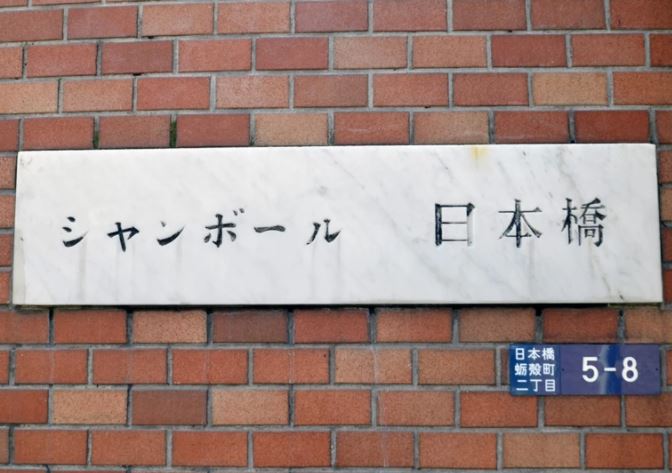 シャンボール 日本橋
日本橋
蛎殻町
二丁目
5-8